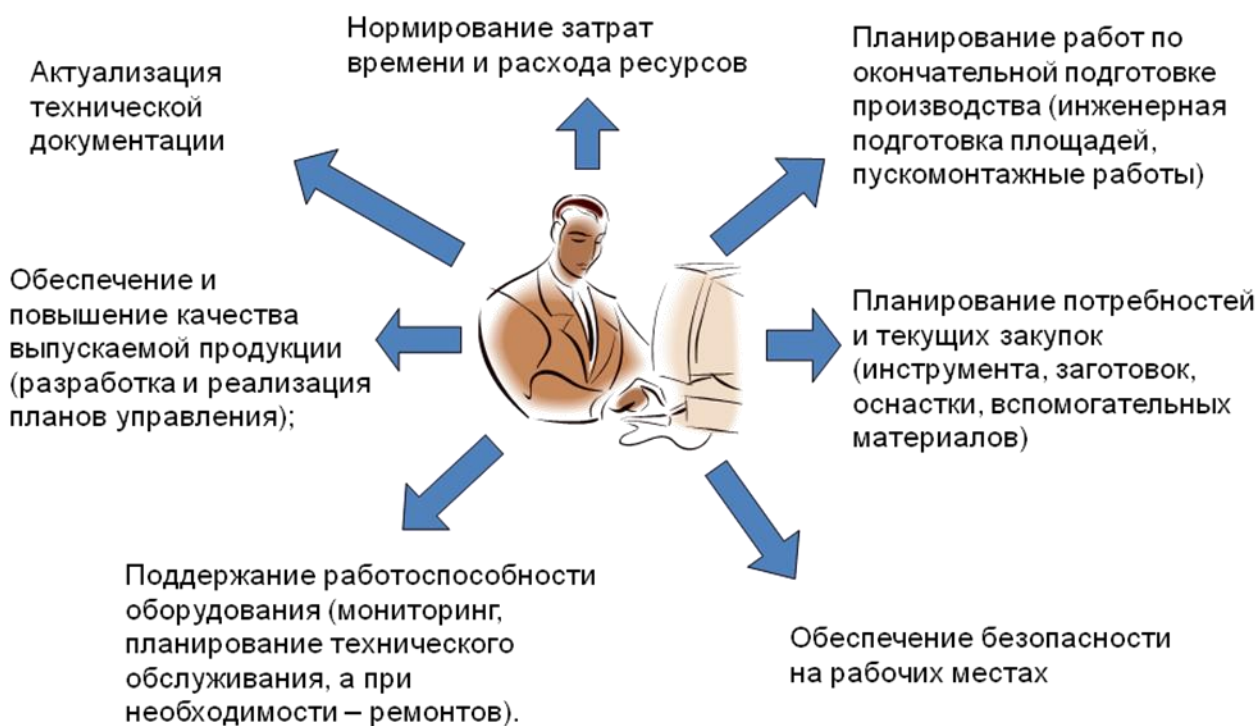 Нормирование затрат
времени и расхода ресурсов
Актуализация
технической
документации
Планирование работ по
окончательной подготовке
производства (инженерная
подготовка площадей,
пускомонтажные работы)
Обеспечение и
повышение качества
выпускаемой продукции
(разработка и реализация
планов управления);
Планирование потребностей
и текущих закупок
(инструмента, заготовок,
оснастки, вспомогательных
материалов)
Поддержание работоспособности
оборудования (мониторинг,
планирование технического
обслуживания, а при
необходимости – ремонтов).
Обеспечение безопасности
на рабочих местах